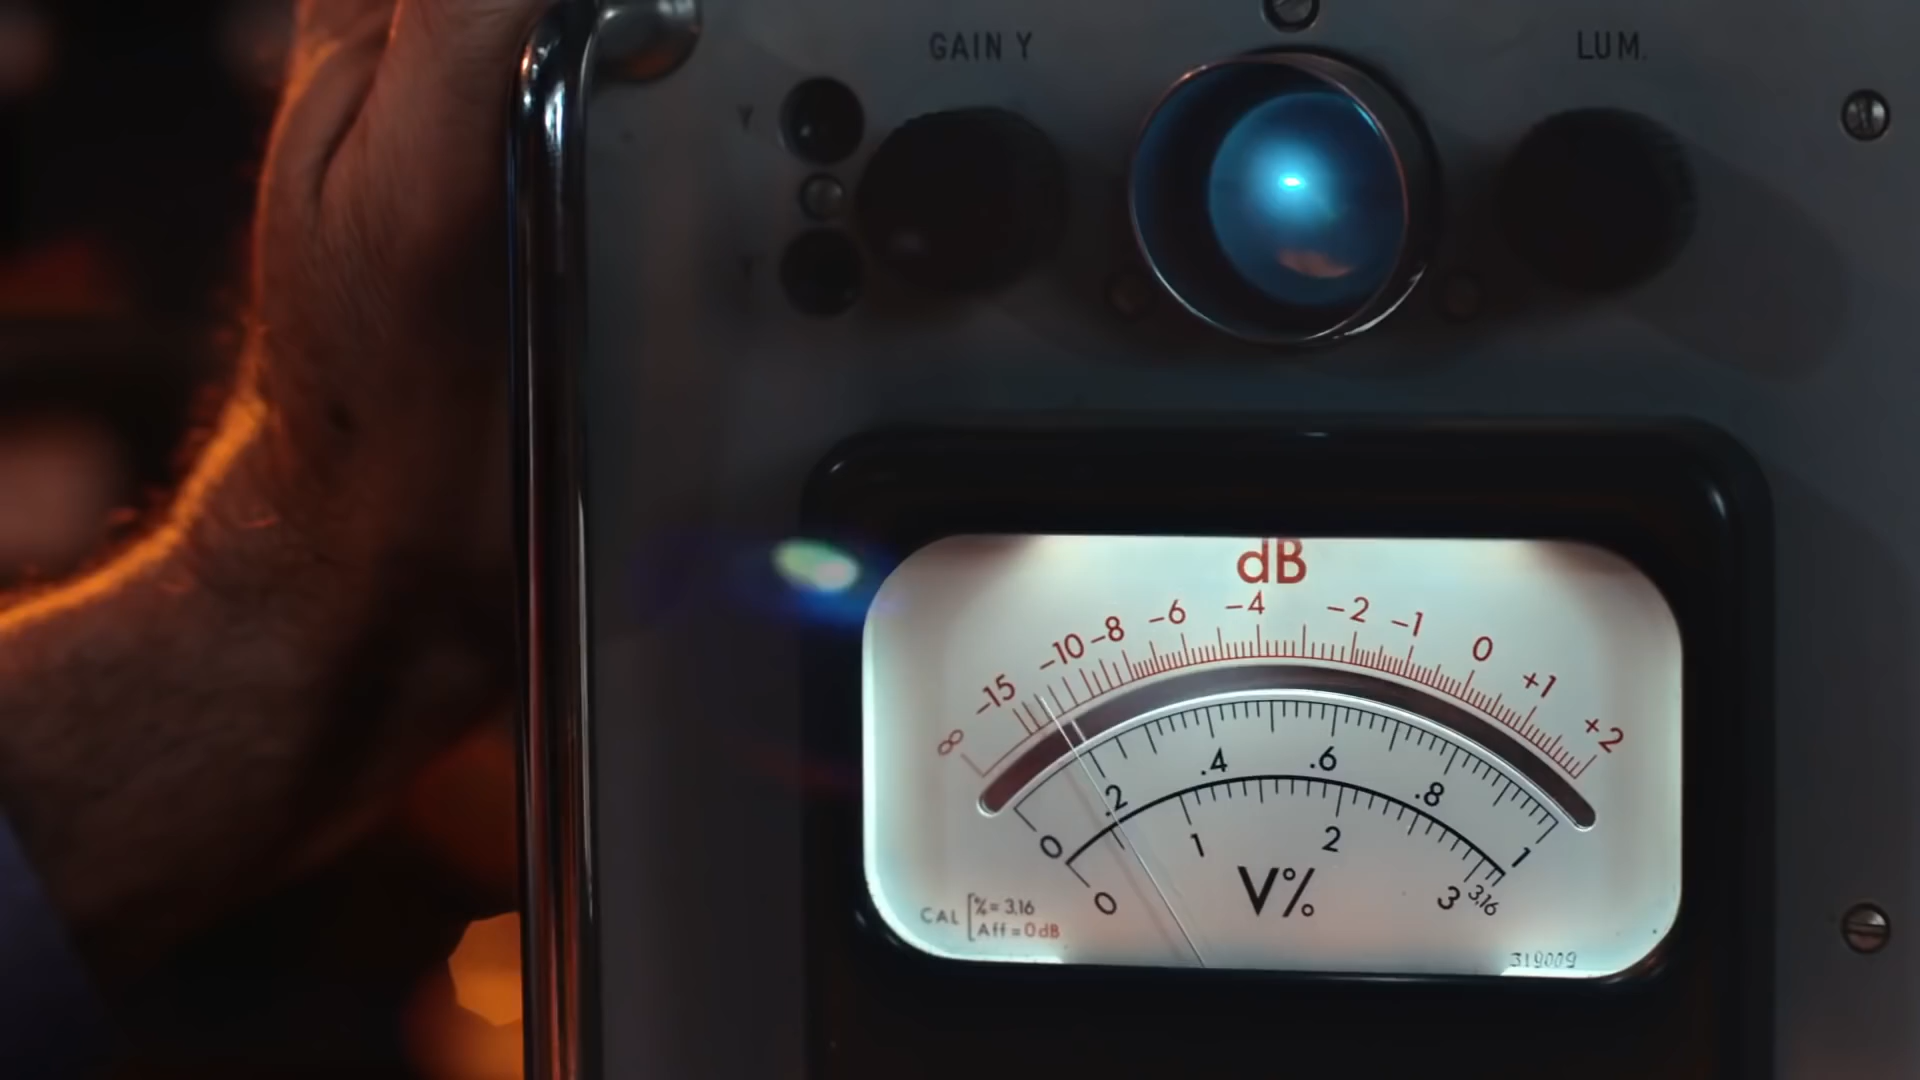 GAIN Y
LUM.
Y
dB
∞ −15 −10 −8 −6 −4 −2 −1 0 +1 +2
0 .2 .4 .6 .8 1
0 1 2 3 3,16
V%
CAL [ % = 3,16
Aff = 0 dB
319009